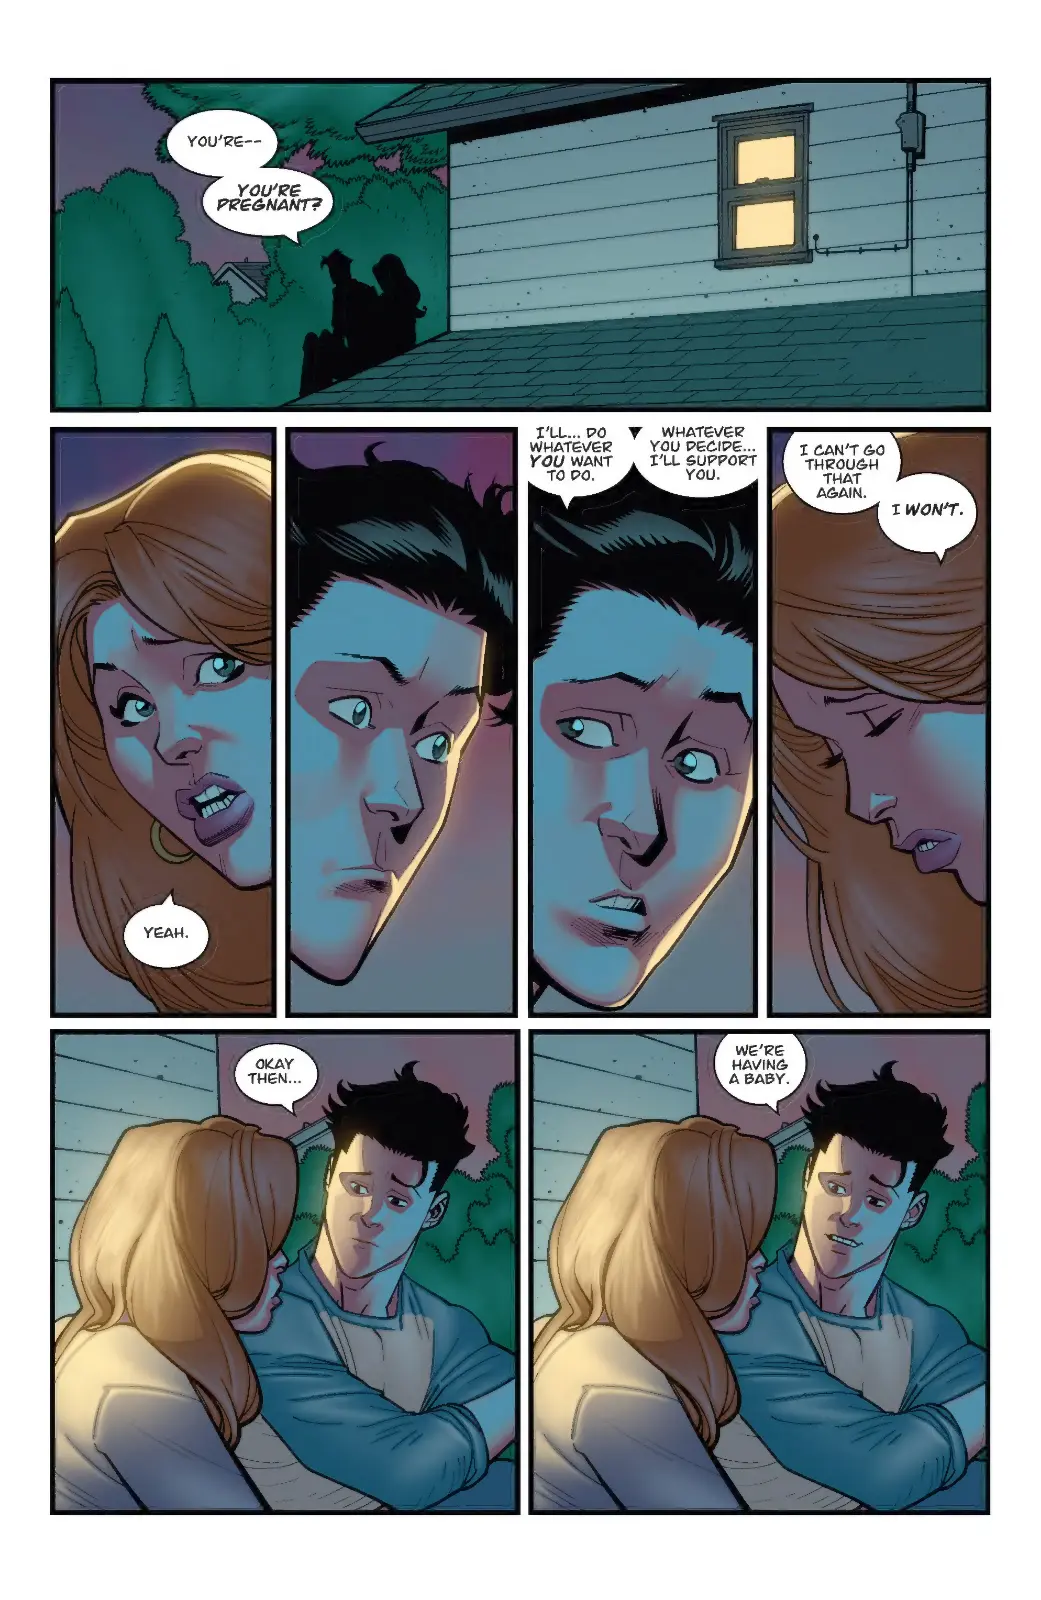 YOU'RE--
YOU'RE
PREGNANT?
YEAH.
I'LL... DO
WHATEVER
YOU WANT
TO DO.
WHATEVER
YOU DECIDE...
I'LL SUPPORT
YOU.
I CAN'T GO
THROUGH
THAT
AGAIN.
I WON'T.
OKAY
THEN...
WE'RE
HAVING
A BABY.